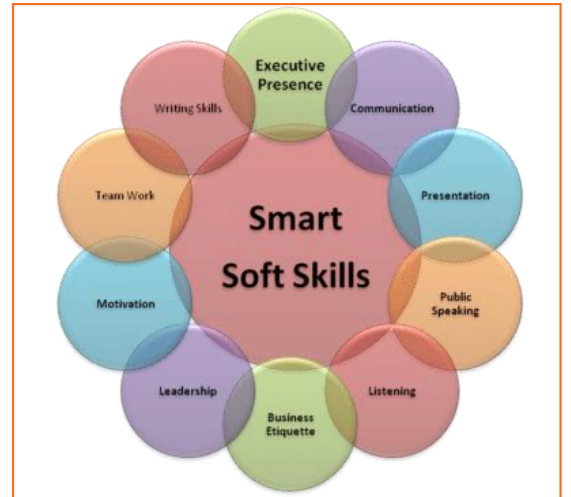 Executive
Presence
Communication
Presentation
Public
Speaking
Listening
Business
Etiquette
Leadership
Motivation
Team Work
Writing Skills
Smart
Soft Skills